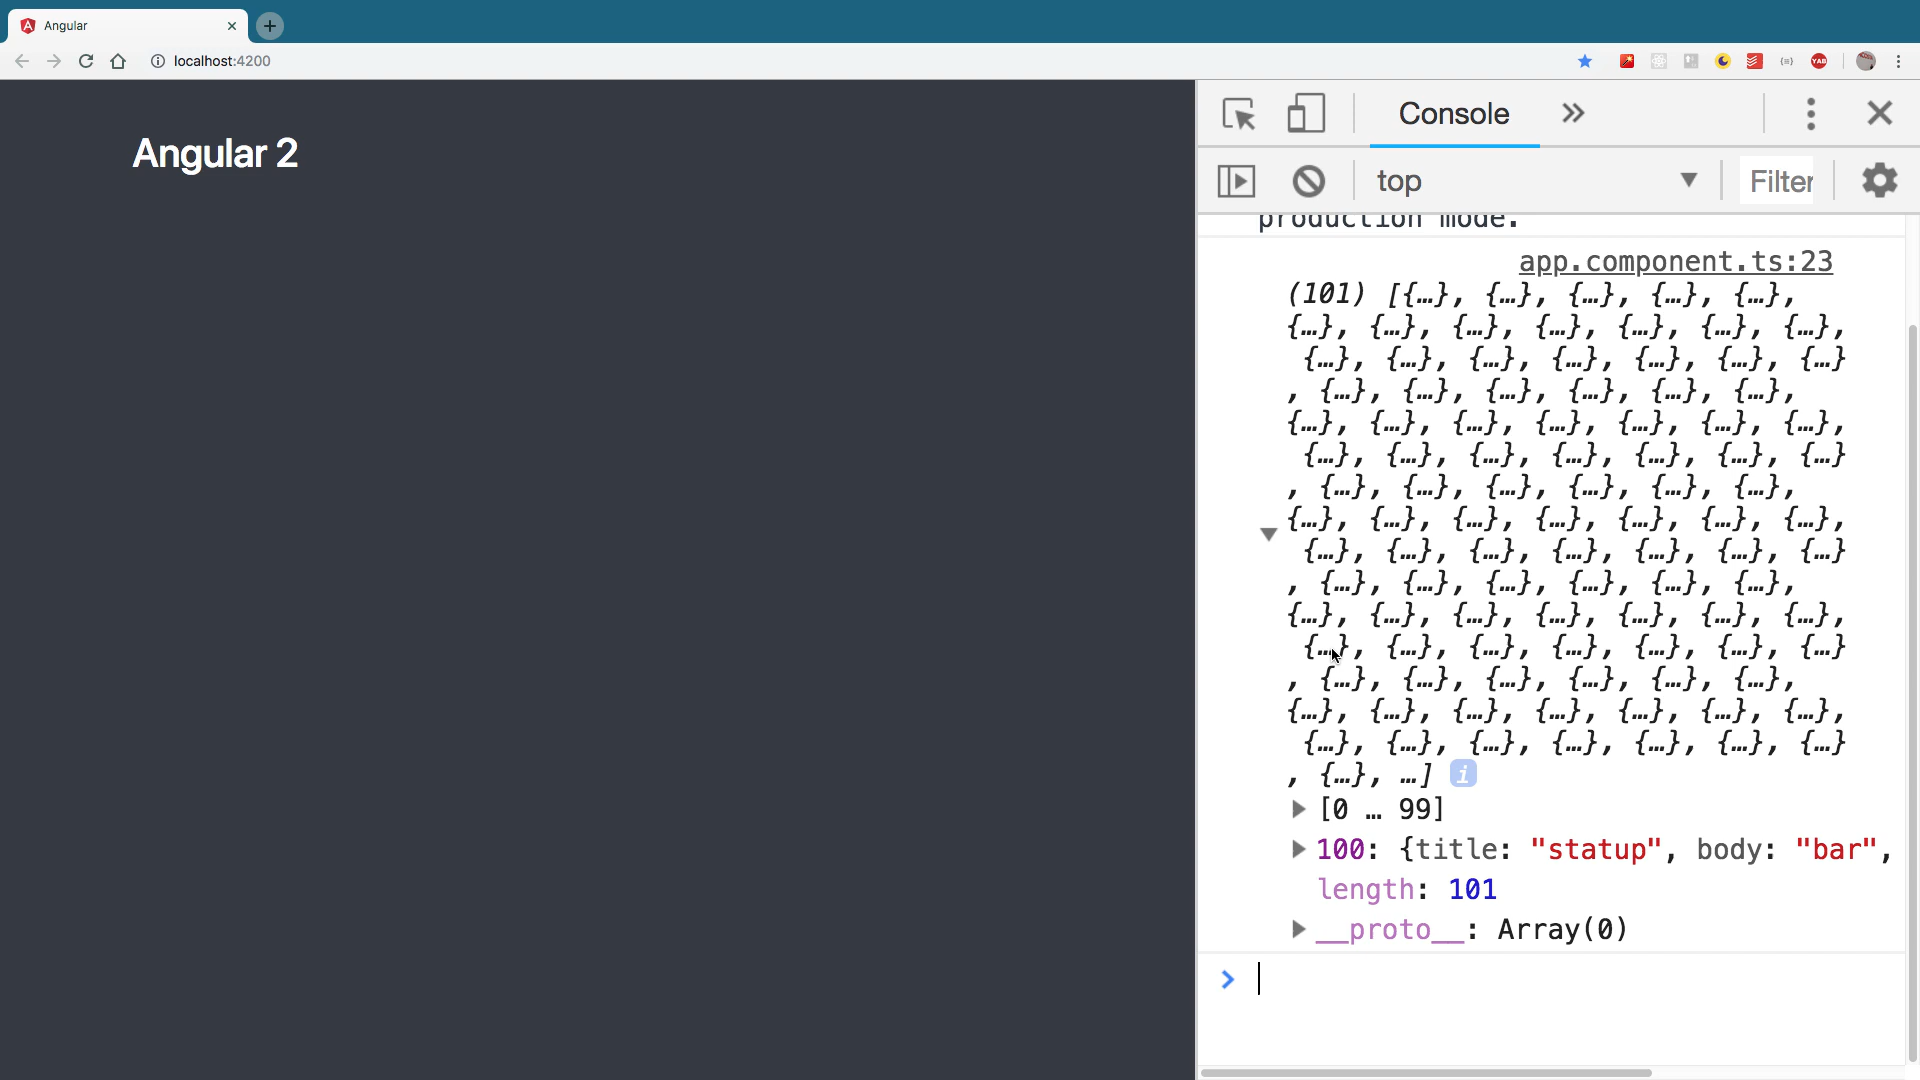 Angular
localhost:4200
YAB
Angular 2
Console
top
Filter
production mode.
app.component.ts:23
(101) [{…}, {…}, {…}, {…}, {…},
{…}, {…}, {…}, {…}, {…}, {…}, {…},
{…}, {…}, {…}, {…}, {…}, {…}, {…}
, {…}, {…}, {…}, {…}, {…}, {…},
{…}, {…}, {…}, {…}, {…}, {…}, {…},
{…}, {…}, {…}, {…}, {…}, {…}, {…}
, {…}, {…}, {…}, {…}, {…}, {…},
{…}, {…}, {…}, {…}, {…}, {…}, {…},
{…}, {…}, {…}, {…}, {…}, {…}, {…}
, {…}, {…}, {…}, {…}, {…}, {…},
{…}, {…}, {…}, {…}, {…}, {…}, {…},
{…}, {…}, {…}, {…}, {…}, {…}, {…}
, {…}, {…}, {…}, {…}, {…}, {…},
{…}, {…}, {…}, {…}, {…}, {…}, {…},
{…}, {…}, {…}, {…}, {…}, {…}, {…}
, {…}, …] i
[0 … 99]
100: {title: "statup", body: "bar",
length: 101
__proto__: Array(0)